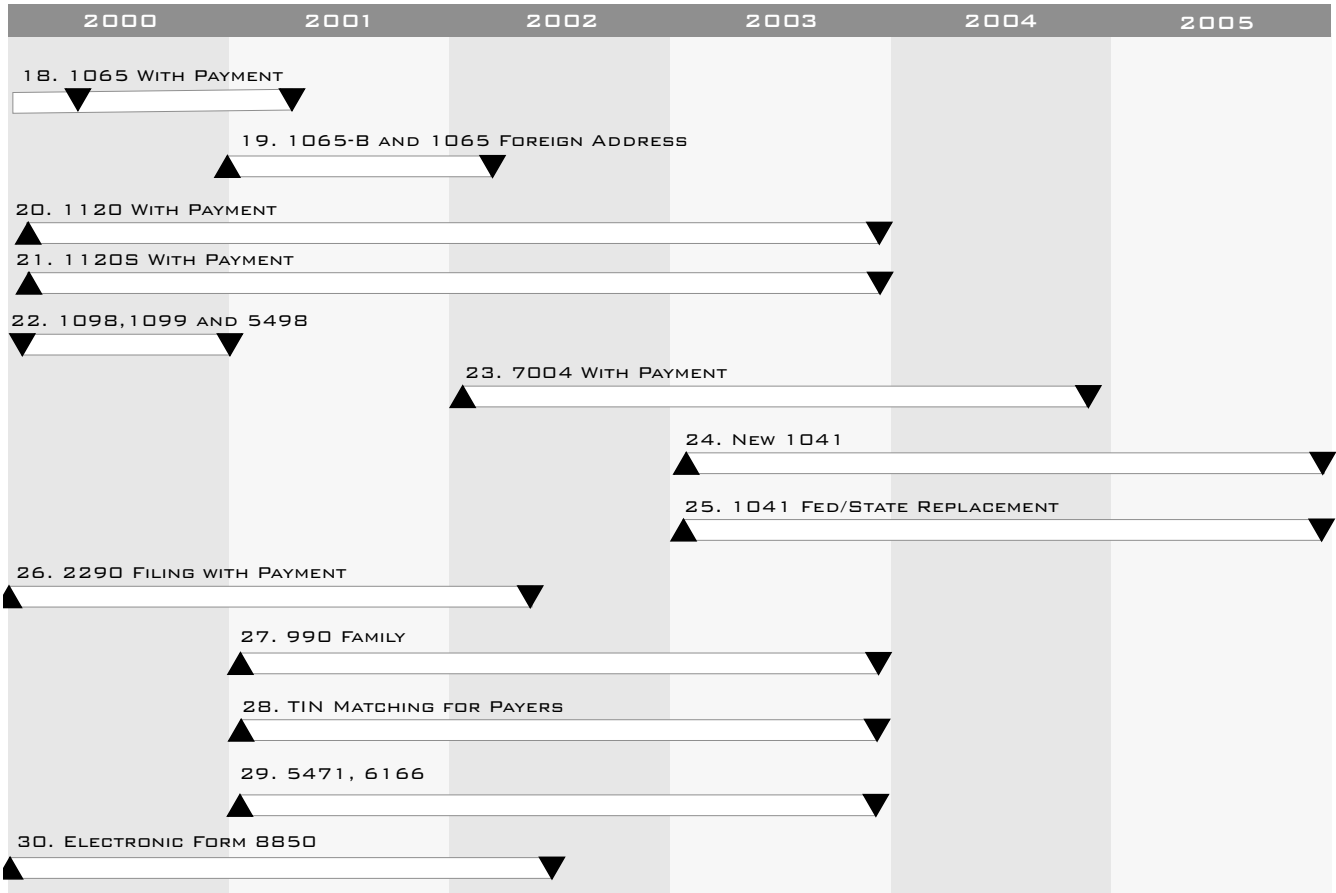 2000 2001 2002 2003 2004 2005
18. 1065 With Payment
19. 1065-B and 1065 Foreign Address
20. 1120 With Payment
21. 1120S With Payment
22. 1098,1099 and 5498
23. 7004 With Payment
24. New 1041
25. 1041 Fed/State Replacement
26. 2290 Filing with Payment
27. 990 Family
28. TIN Matching for Payers
29. 5471, 6166
30. Electronic Form 8850